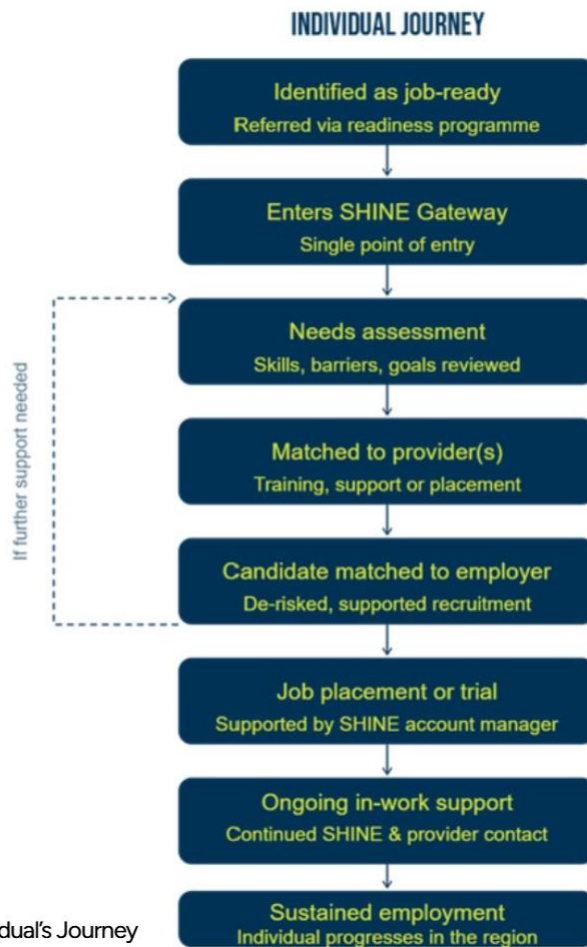 INDIVIDUAL JOURNEY
Identified as job-ready
Referred via readiness programme
Enters SHINE Gateway
Single point of entry
Needs assessment
Skills, barriers, goals reviewed
If further support needed
Matched to provider(s)
Training, support or placement
Candidate matched to employer
De-risked, supported recruitment
Job placement or trial
Supported by SHINE account manager
Ongoing in-work support
Continued SHINE & provider contact
Sustained employment
Individual progresses in the region
dual's Journey